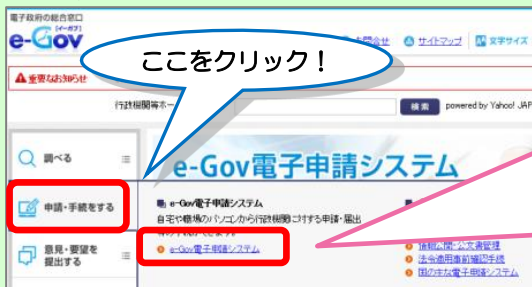 電子政府の総合窓口
e-Gov
[イーガブ]
ここをクリック！
お問合せ
サイトマップ
文字サイズ
重要なお知らせ
行政機関等ホー
検索
powered by Yahoo! JAP
調べる
申請・手続をする
意見・要望を
提出する
e-Gov電子申請システム
e-Gov電子申請システム
自宅や職場のパソコンから行政機関に対する申請・届出
e-Gov電子申請システム
情報公開・公文書管理
法令適用事前確認手続
国の主な電子申請システム